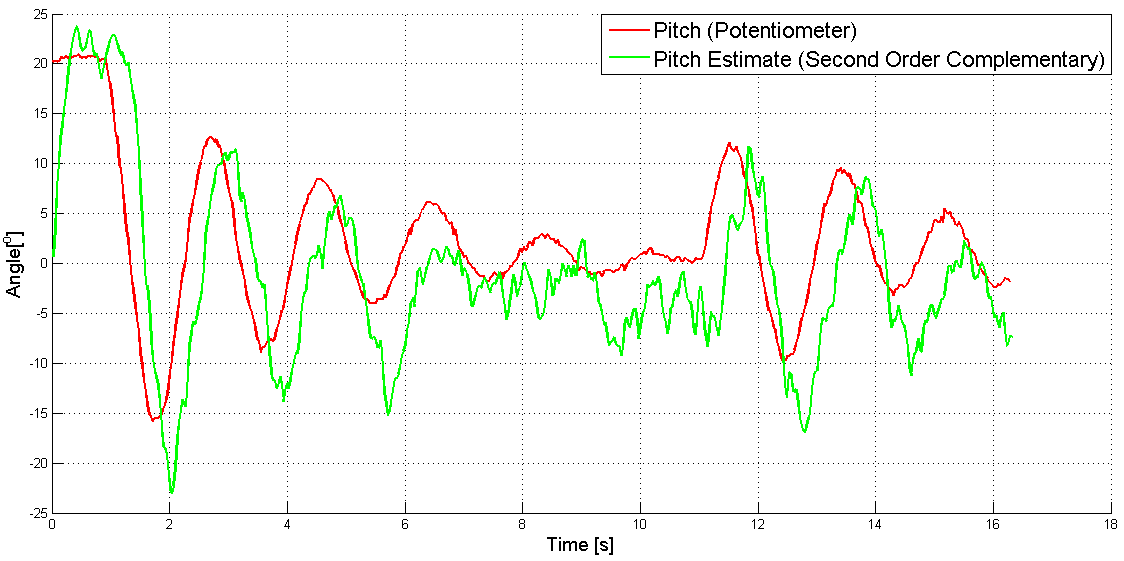 Pitch (Potentiometer)
Pitch Estimate (Second Order Complementary)
25
20
15
10
5
0
-5
-10
-15
-20
-25
Angle[°]
0 2 4 6 8 10 12 14 16 18
Time [s]